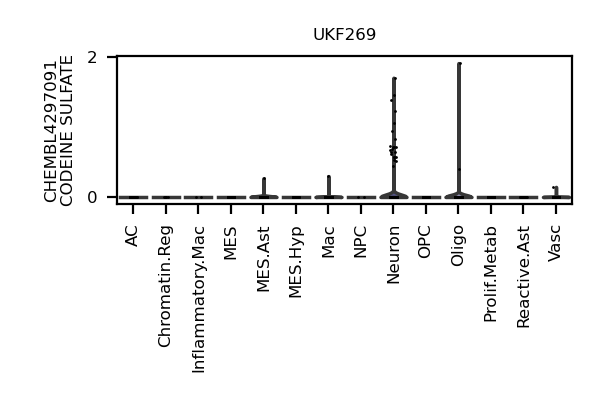 UKF269
CHEMBL4297091
CODEINE SULFATE
2
0
AC
Chromatin.Reg
Inflammatory.Mac
MES
MES.Ast
MES.Hyp
Mac
NPC
Neuron
OPC
Oligo
Prolif.Metab
Reactive.Ast
Vasc